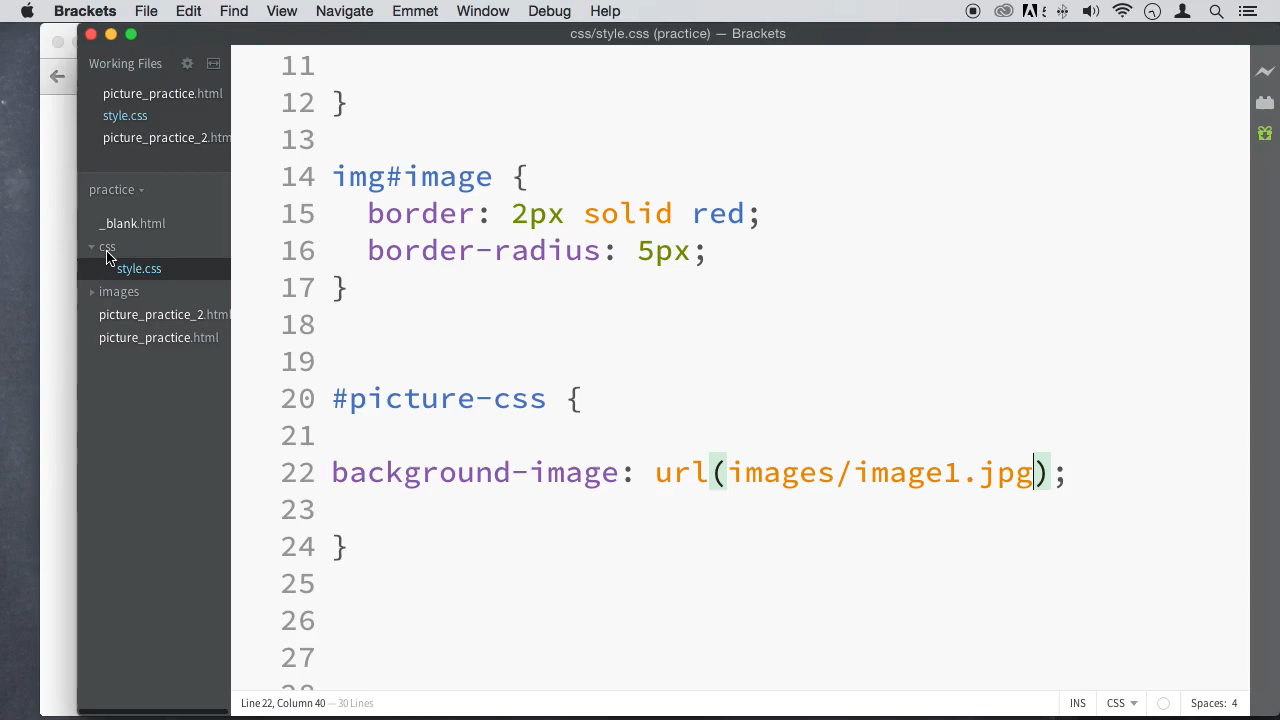 Brackets File Edit Find View Navigate Emmet Window Debug Help
css/style.css (practice) — Brackets
Working Files
picture_practice.html
style.css
picture_practice_2.htm
practice
_blank.html
css
style.css
images
picture_practice_2.html
picture_practice.html
11
12 }
13
14 img#image {
15 border: 2px solid red;
16 border-radius: 5px;
17 }
18
19
20 #picture-css {
21
22 background-image: url(images/image1.jpg);
23
24 }
25
26
27
Line 22, Column 40 — 30 Lines
INS CSS Spaces: 4